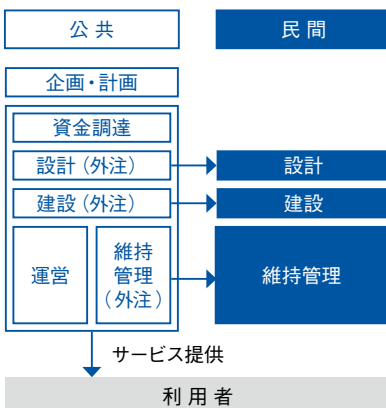 公共
民間
企画・計画
資金調達
設計（外注）
設計
建設（外注）
建設
運営
維持
管理
（外注）
維持管理
サービス提供
利用者